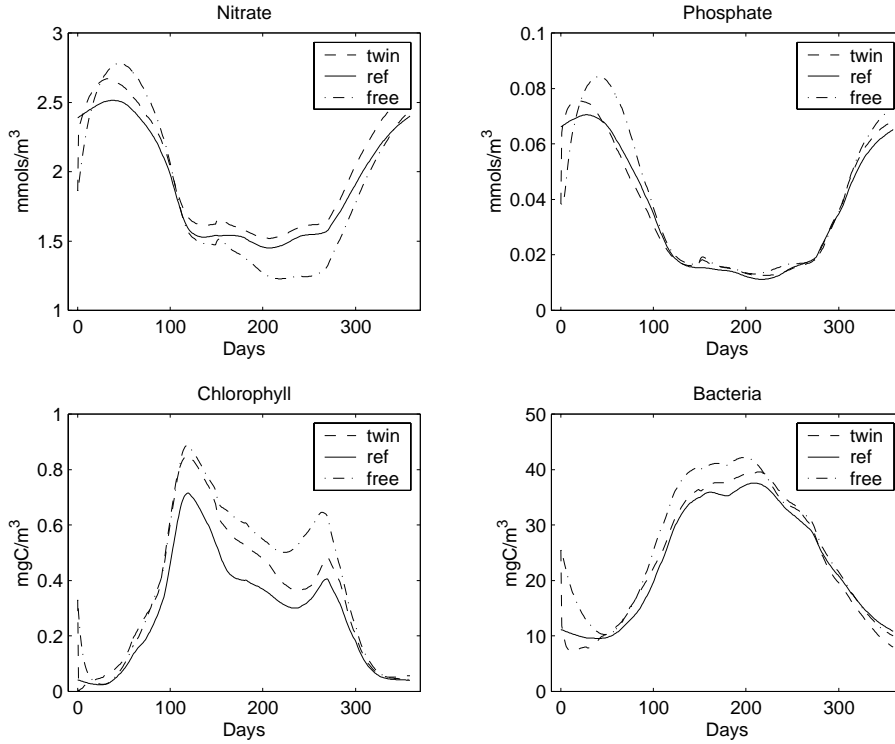 Nitrate
3
2.5
2
1.5
1
mmols/m³
0 100 200 300
Days
twin
ref
free
Phosphate
0.1
0.08
0.06
0.04
0.02
0
mmols/m³
0 100 200 300
Days
twin
ref
free
Chlorophyll
1
0.8
0.6
0.4
0.2
0
mgC/m³
0 100 200 300
Days
twin
ref
free
Bacteria
50
40
30
20
10
0
mgC/m³
0 100 200 300
Days
twin
ref
free